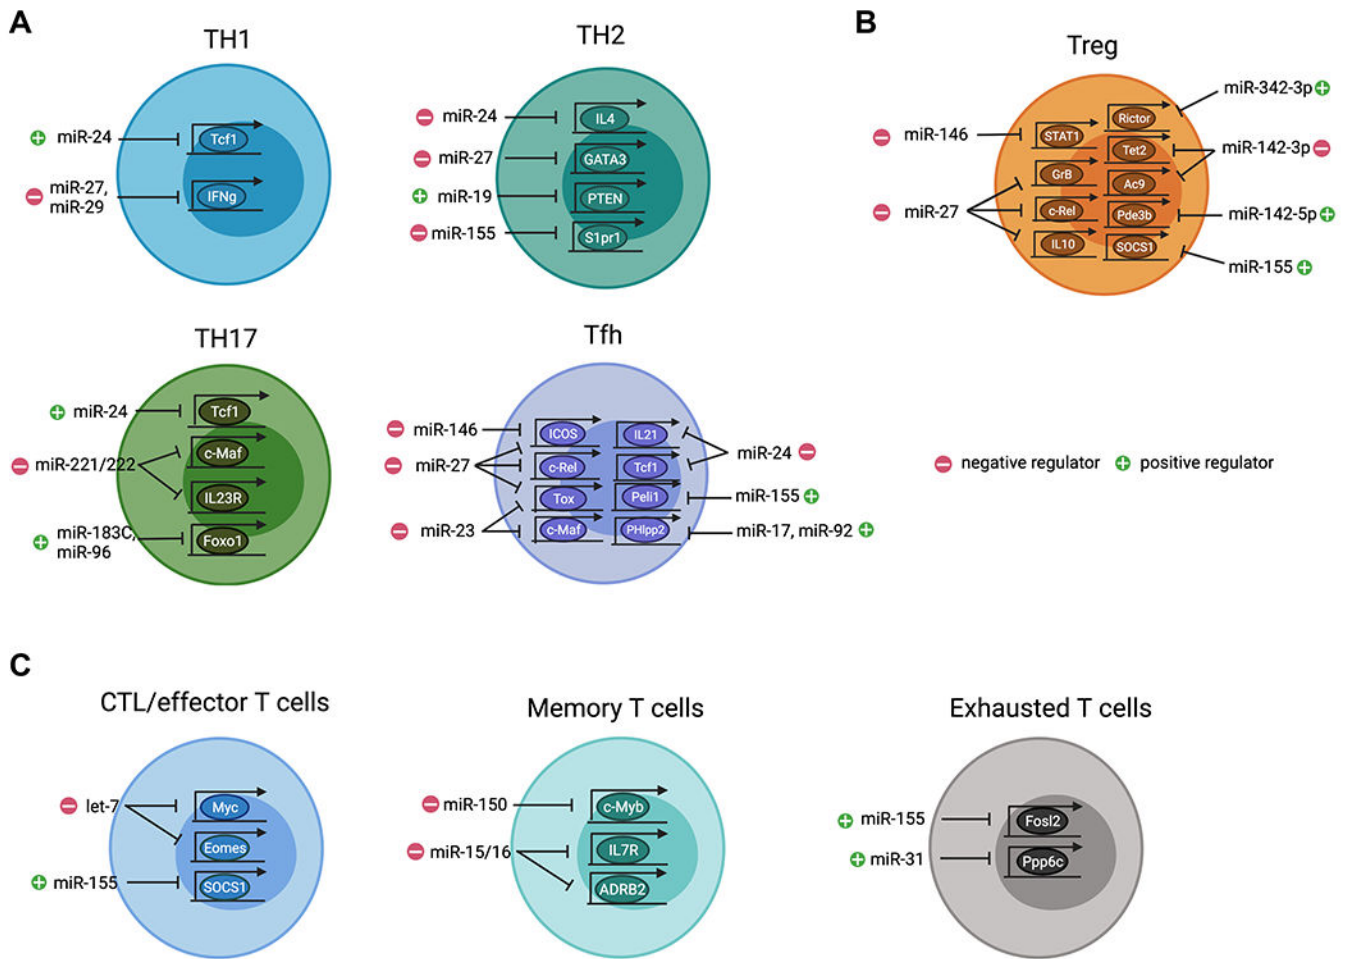 A
TH1
miR-24
Tcf1
miR-27,
miR-29
IFNg
TH2
miR-24
IL4
miR-27
GATA3
miR-19
PTEN
miR-155
S1pr1
B
Treg
miR-146
STAT1
Rictor
miR-342-3p
Tet2
miR-142-3p
GrB
Ac9
miR-27
c-Rel
Pde3b
miR-142-5p
IL10
SOCS1
miR-155
TH17
miR-24
Tcf1
miR-221/222
c-Maf
IL23R
miR-183C,
miR-96
Foxo1
Tfh
miR-146
ICOS
IL21
miR-24
miR-27
c-Rel
Tcf1
Tox
Peli1
miR-155
miR-23
c-Maf
PHlpp2
miR-17, miR-92
negative regulator
positive regulator
C
CTL/effector T cells
let-7
Myc
Eomes
miR-155
SOCS1
Memory T cells
miR-150
c-Myb
miR-15/16
IL7R
ADRB2
Exhausted T cells
miR-155
Fosl2
miR-31
Ppp6c